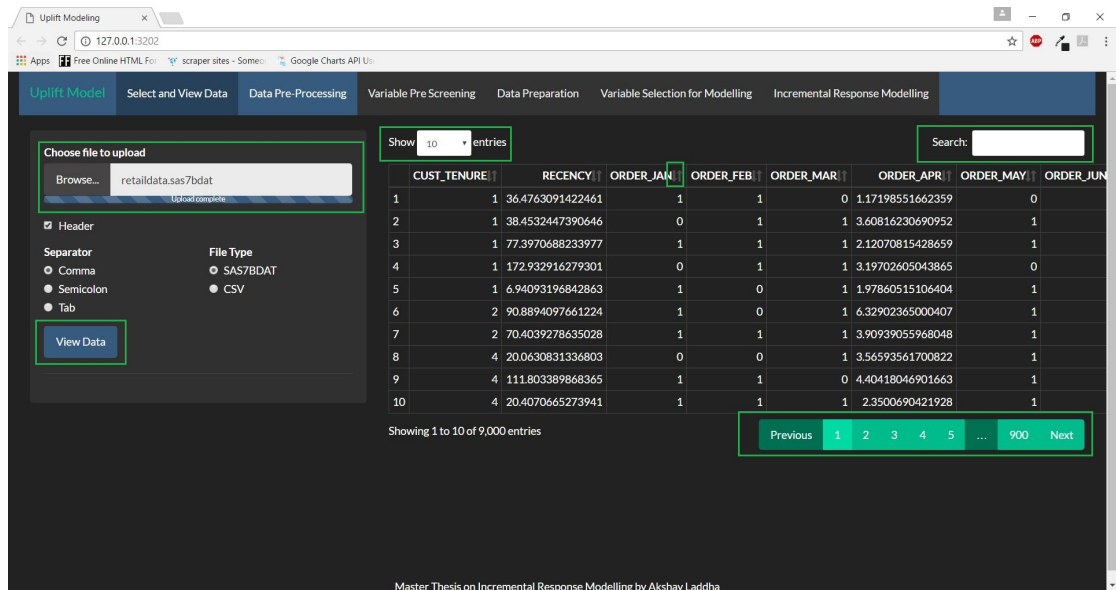 Uplift Modeling
127.0.0.1:3202
ABP
Apps Free Online HTML For scraper sites - Someo Google Charts API Us
Uplift Model Select and View Data Data Pre-Processing Variable Pre Screening Data Preparation Variable Selection for Modelling Incremental Response Modelling
Choose file to upload
Browse... retaildata.sas7bdat
Upload complete
Header
Separator File Type
Comma SAS7BDAT
Semicolon CSV
Tab
View Data
Show 10 entries Search:
CUST_TENURE RECENCY ORDER_JAN ORDER_FEB ORDER_MAR ORDER_APR ORDER_MAY ORDER_JUN
1 1 36.4763091422461 1 1 0 1.17198551662359 0
2 1 38.4532447390646 0 1 1 3.60816230690952 1
3 1 77.3970688233977 1 1 1 2.12070815428659 1
4 1 172.932916279301 0 1 1 3.19702605043865 0
5 1 6.94093196842863 1 0 1 1.97860515106404 1
6 2 90.8894097661224 1 0 1 6.32902365000407 1
7 2 70.4039278635028 1 1 1 3.90939055968048 1
8 4 20.0630831336803 0 0 1 3.56593561700822 1
9 4 111.803389868365 1 1 0 4.40418046901663 1
10 4 20.4070665273941 1 1 1 2.3500690421928 1
Showing 1 to 10 of 9,000 entries
Previous 1 2 3 4 5 ... 900 Next
Master Thesis on Incremental Response Modelling by Akshay Laddha